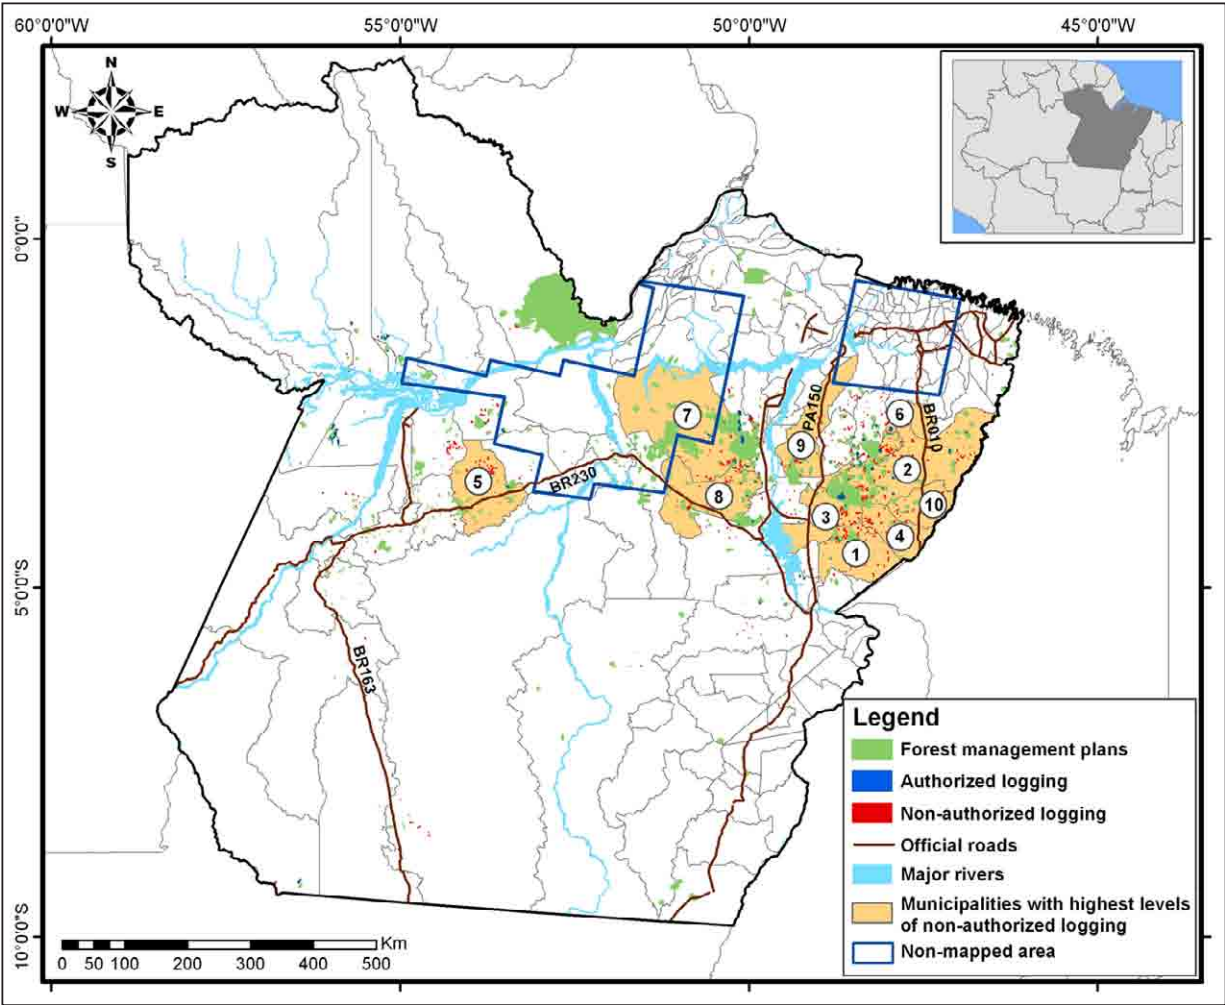 60°0'0"W
55°0'0"W
50°0'0"W
45°0'0"W
N
W
E
S
0°0'0"
5°0'0"S
10°0'0"S
7
6
PA150
BR010
9
5
BR230
8
2
3
10
4
1
BR163
Legend
Forest management plans
Authorized logging
Non-authorized logging
Official roads
Major rivers
Municipalities with highest levels
of non-authorized logging
Non-mapped area
Km
0 50 100 200 300 400 500